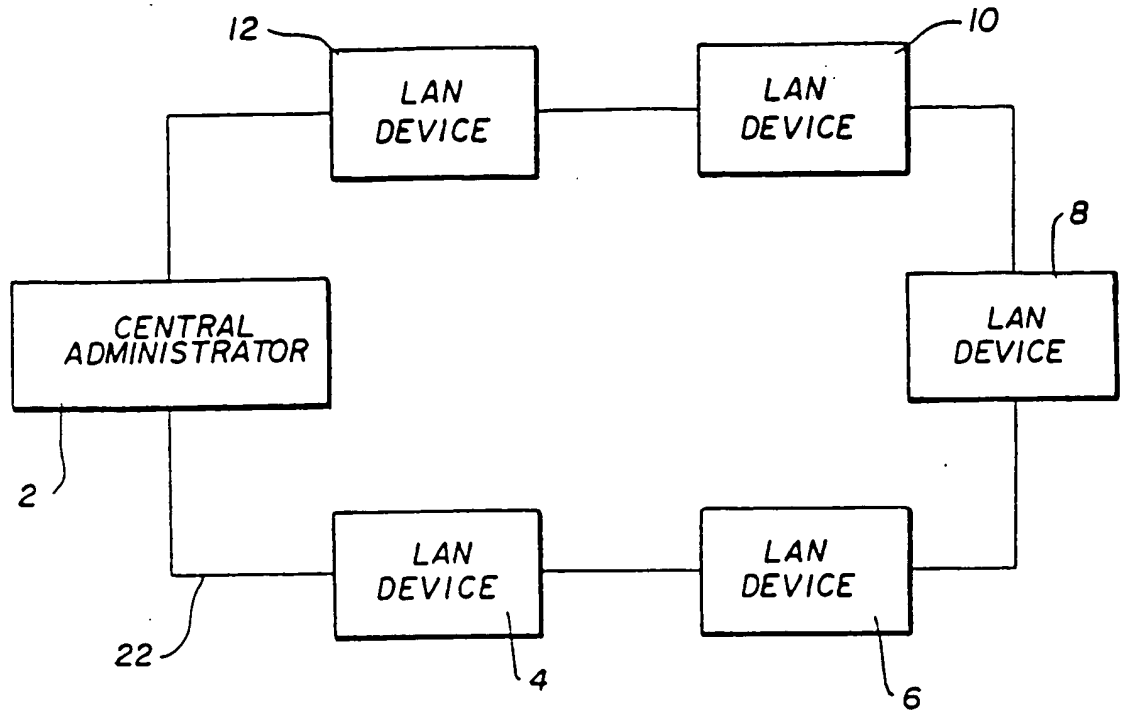 12
LAN
DEVICE
10
LAN
DEVICE
8
LAN
DEVICE
CENTRAL
ADMINISTRATOR
2
LAN
DEVICE
4
LAN
DEVICE
6
22